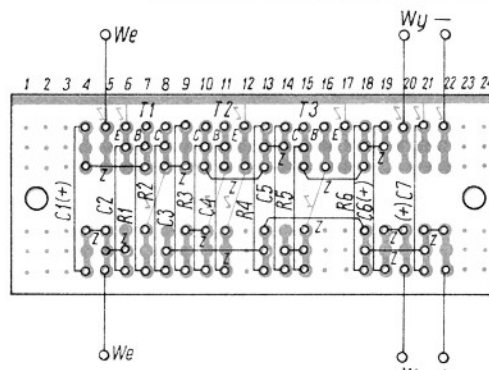 We
Wy –
1 2 3 4 5 6 7 8 9 10 11 12 13 14 15 16 17 18 19 20 21 22 23 24
T1 T2 T3
E B C C B E C B E
Z Z Z Z Z
C1(+) C2 R1 R2 C3 R3 C4 R4 C5 R5 R6 C6(+) (+)C7
Z
Z Z Z Z
Z Z Z Z
We